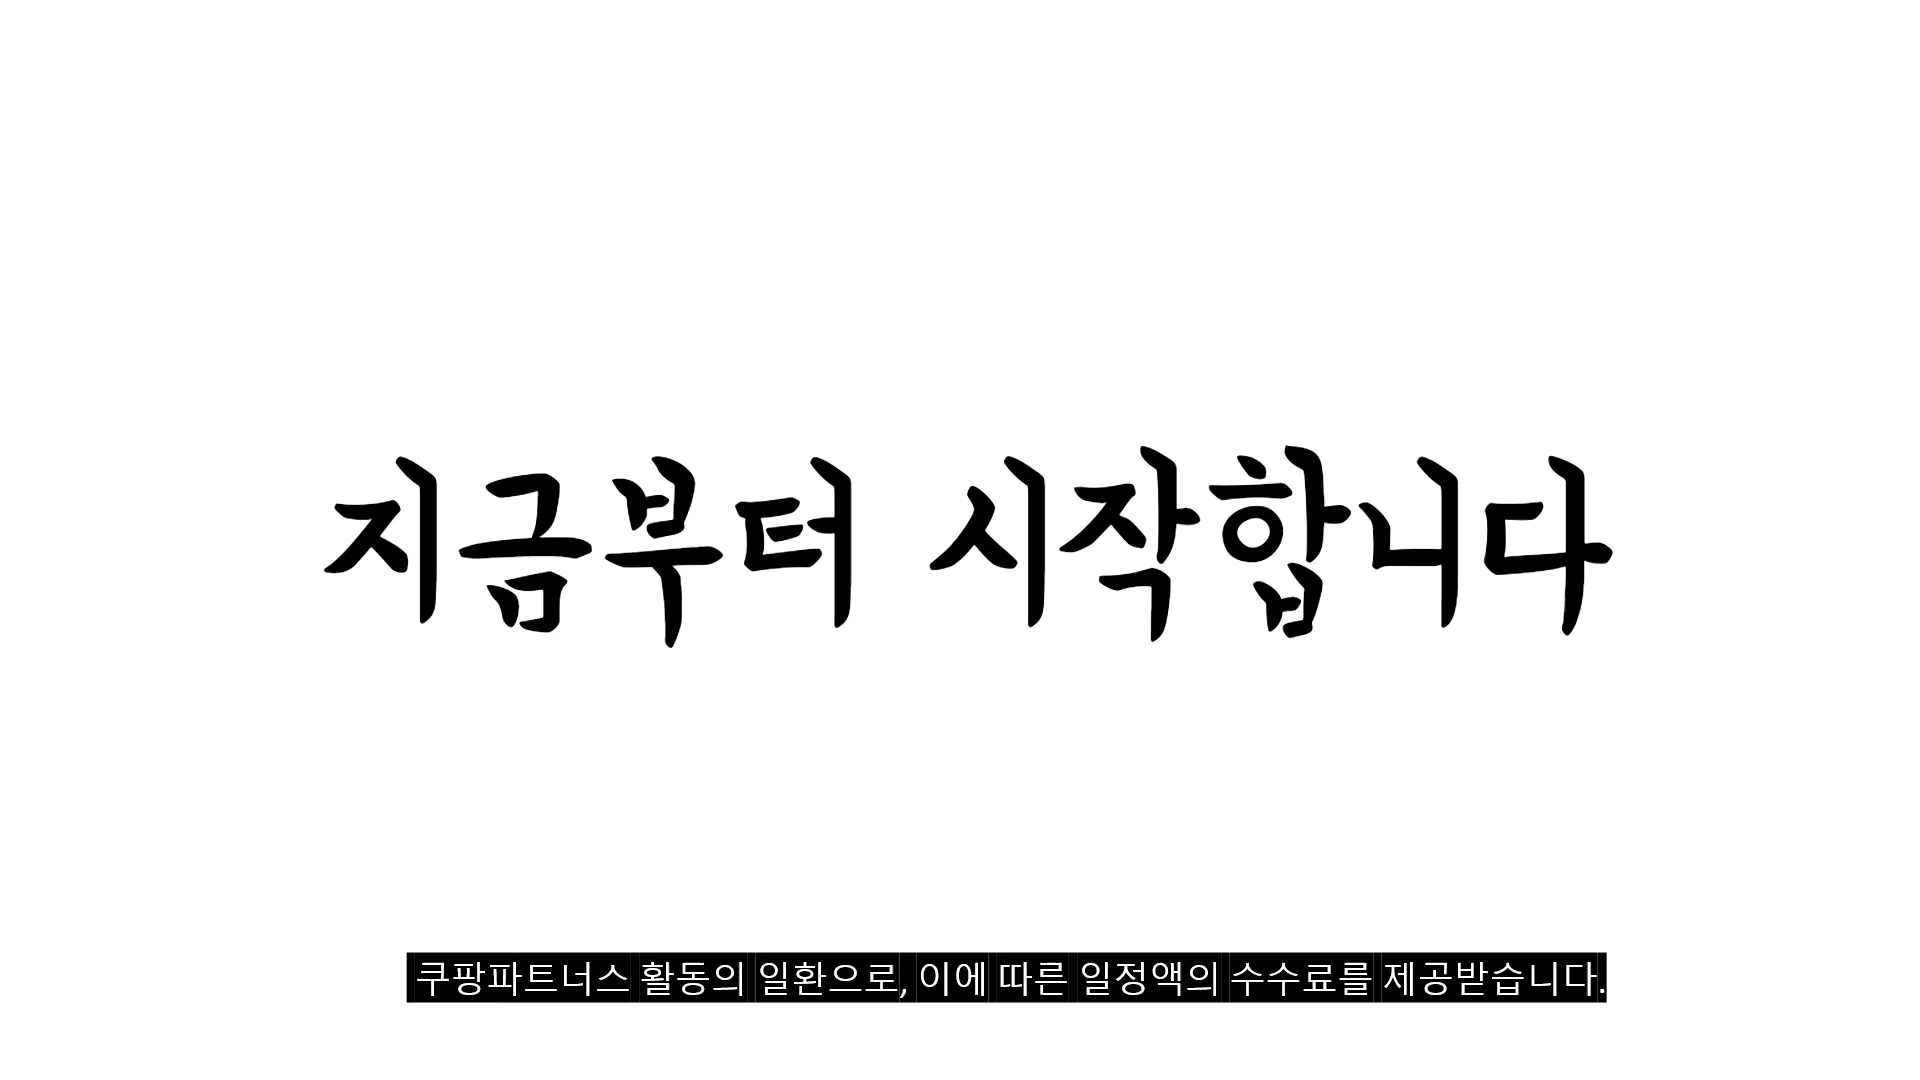 지금부터 시작합니다
쿠팡파트너스 활동의 일환으로, 이에 따른 일정액의 수수료를 제공받습니다.